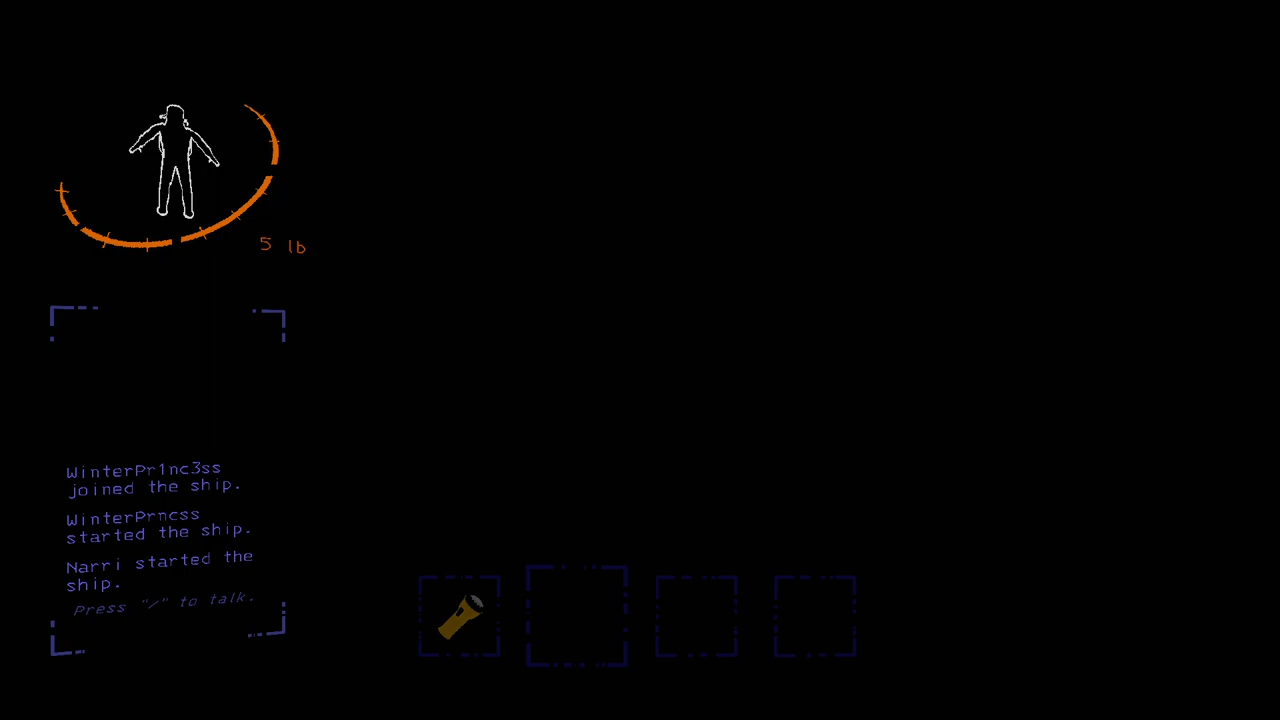 5 lb
WinterPr1nc3ss
joined the ship.
WinterPrncss
started the ship.
Narri started the
ship.
Press "/" to talk.